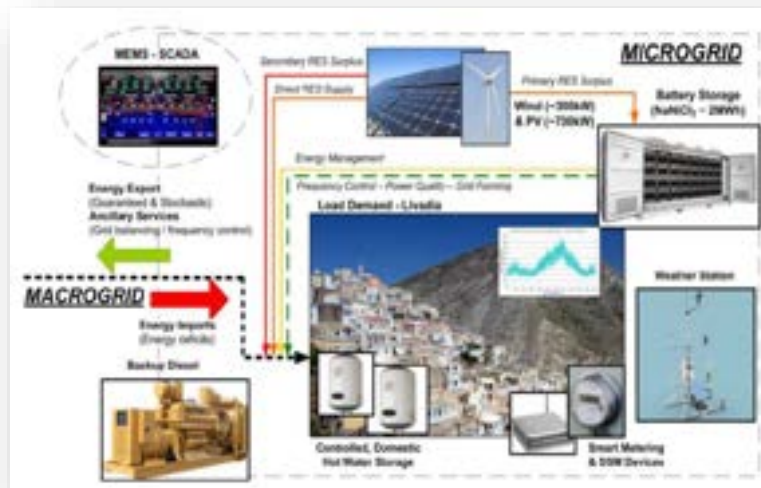 MEMS - SCADA
MICROGRID
Secondary RES Surplus
Direct RES Supply
Primary RES Surplus
Wind (~300kW)
& PV (~730kW)
Battery Storage
(NaNiCl₂ ~ 2MWh)
Energy Management
Frequency Control - Power Quality - Grid Forming
Energy Export
(Guaranteed & Stochastic)
Ancillary Services
(Grid balancing / frequency control)
Load Demand - Livadia
Weather Station
MACROGRID
Energy Imports
(Energy deficits)
Backup Diesel
Controlled, Domestic
Hot Water Storage
Smart Metering
& DSM Devices